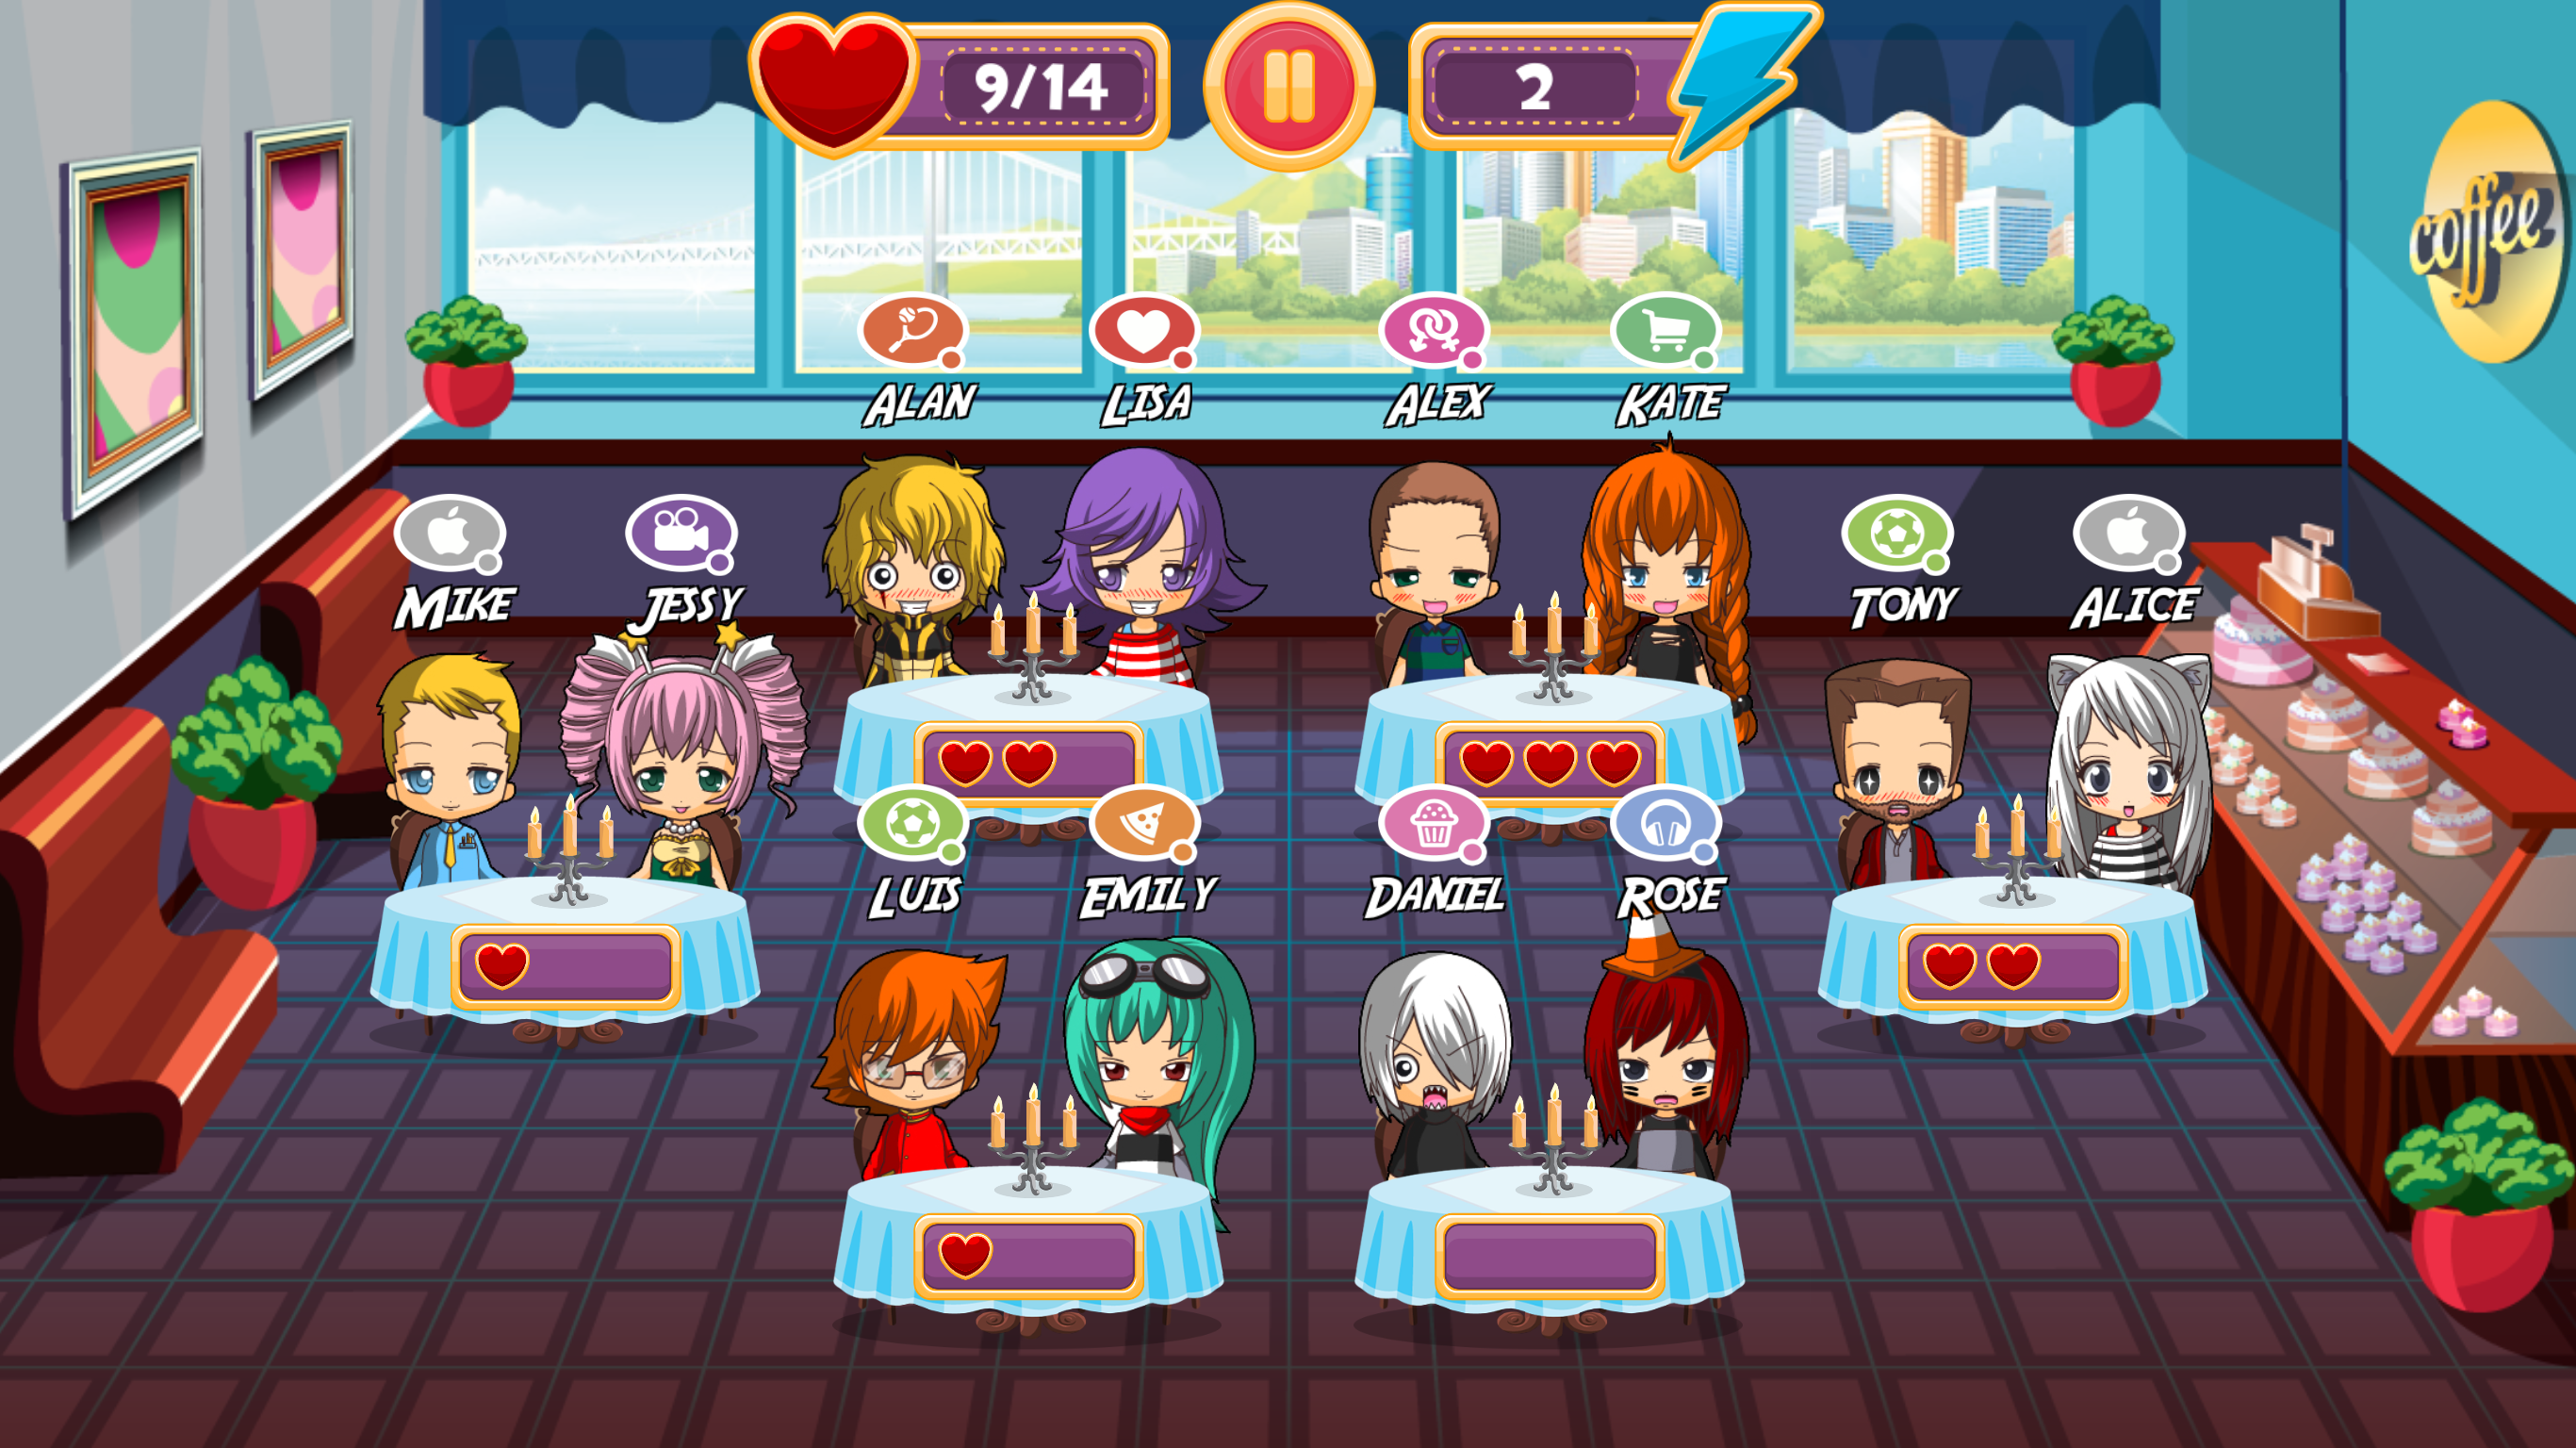 9/14
2
coffee
ALAN
LISA
ALEX
KATE
MIKE
JESSY
TONY
ALICE
LUIS
EMILY
DANIEL
ROSE